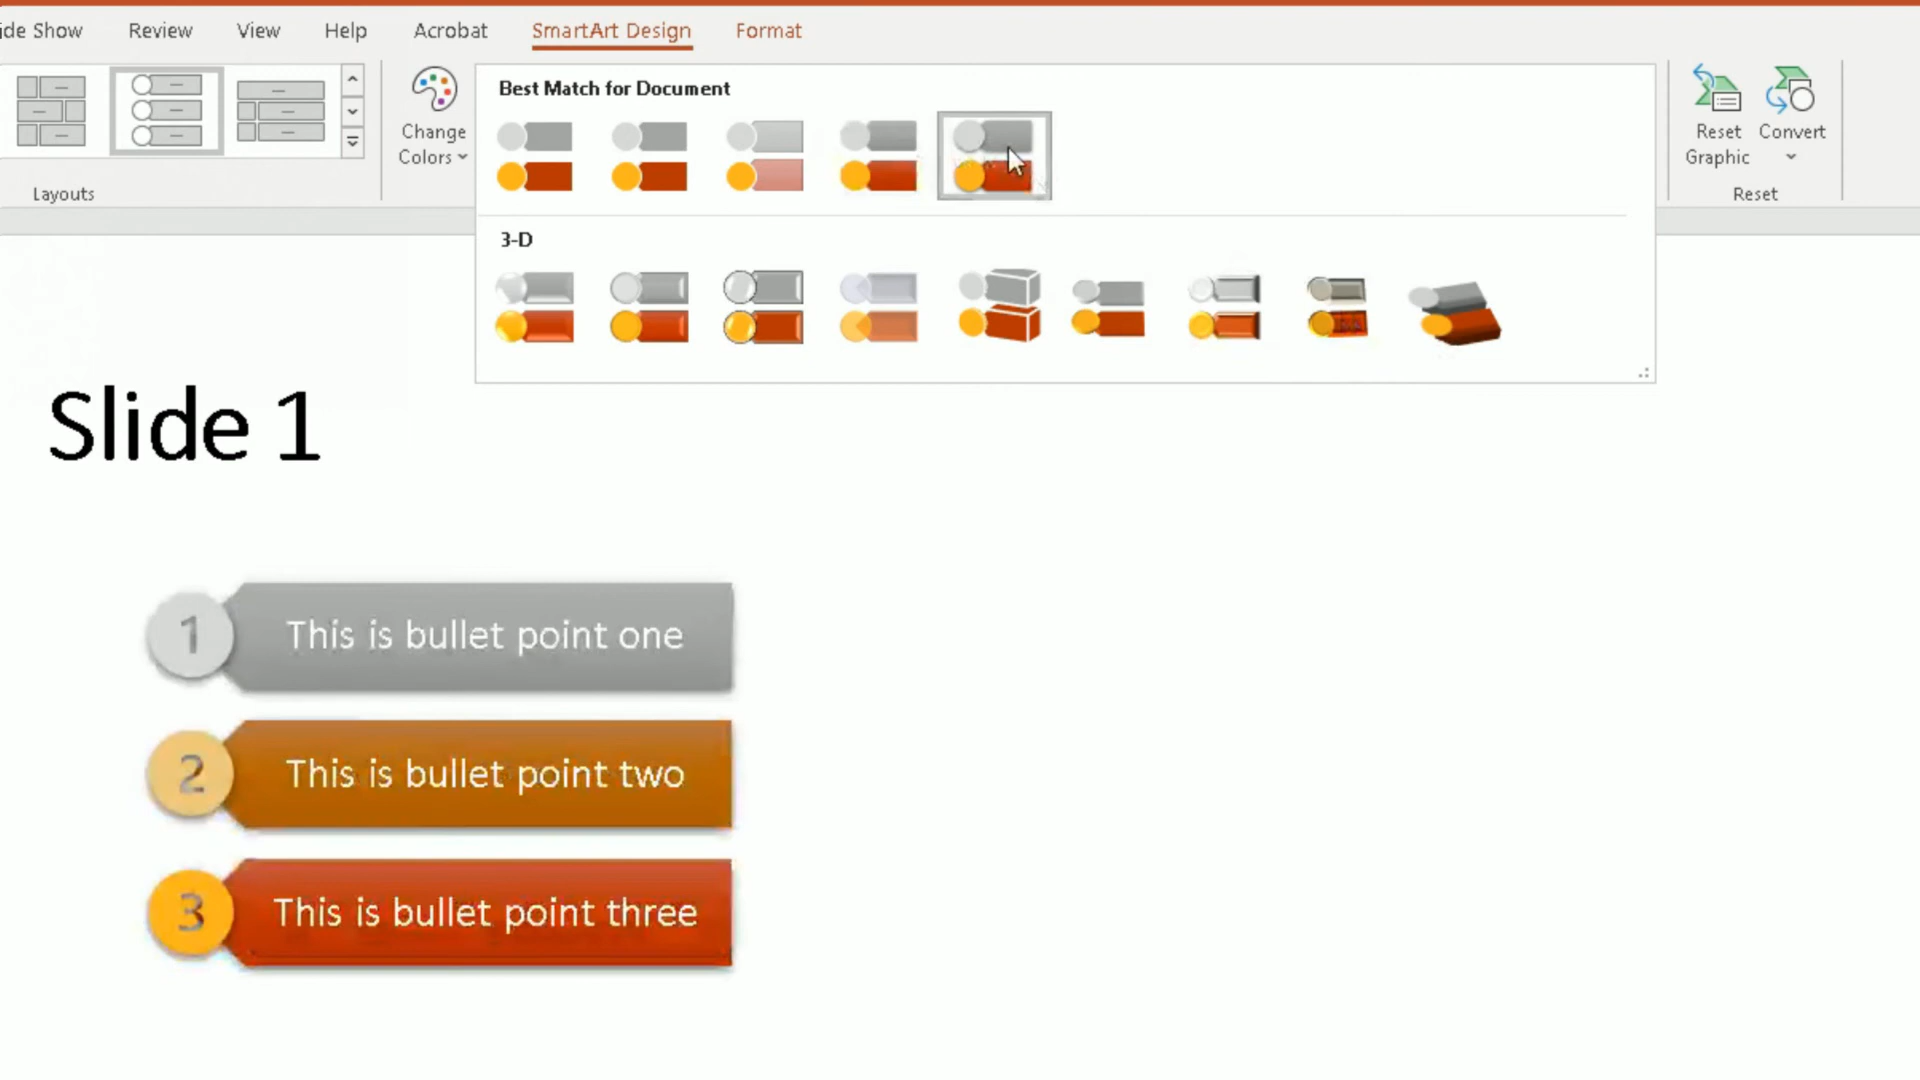 ide Show Review View Help Acrobat SmartArt Design Format
Best Match for Document
Change
Colors
Reset
Graphic
Convert
Layouts
Reset
3-D
Slide 1
1 This is bullet point one
2 This is bullet point two
3 This is bullet point three